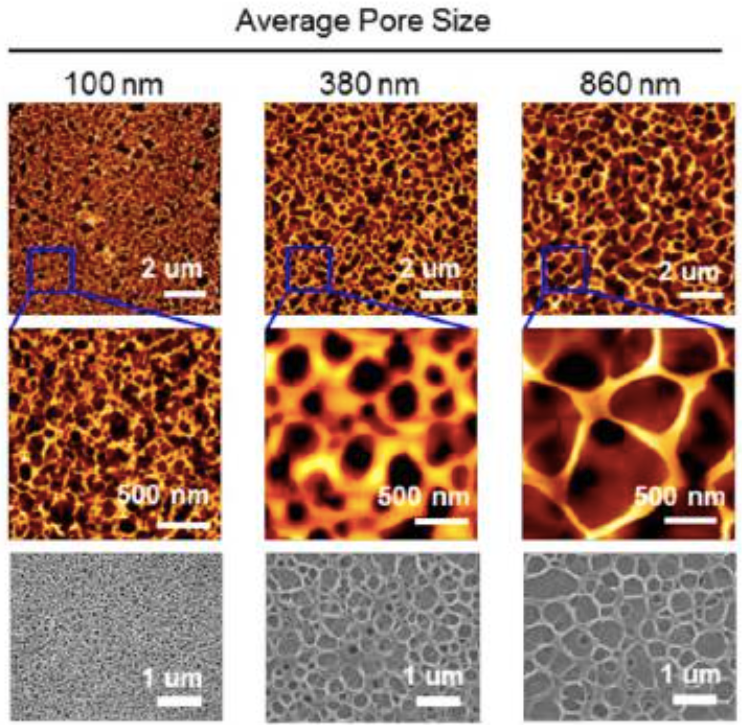 Average Pore Size
100 nm 380 nm 860 nm
2 um 2 um 2 um
500 nm 500 nm 500 nm
1 um 1 um 1 um